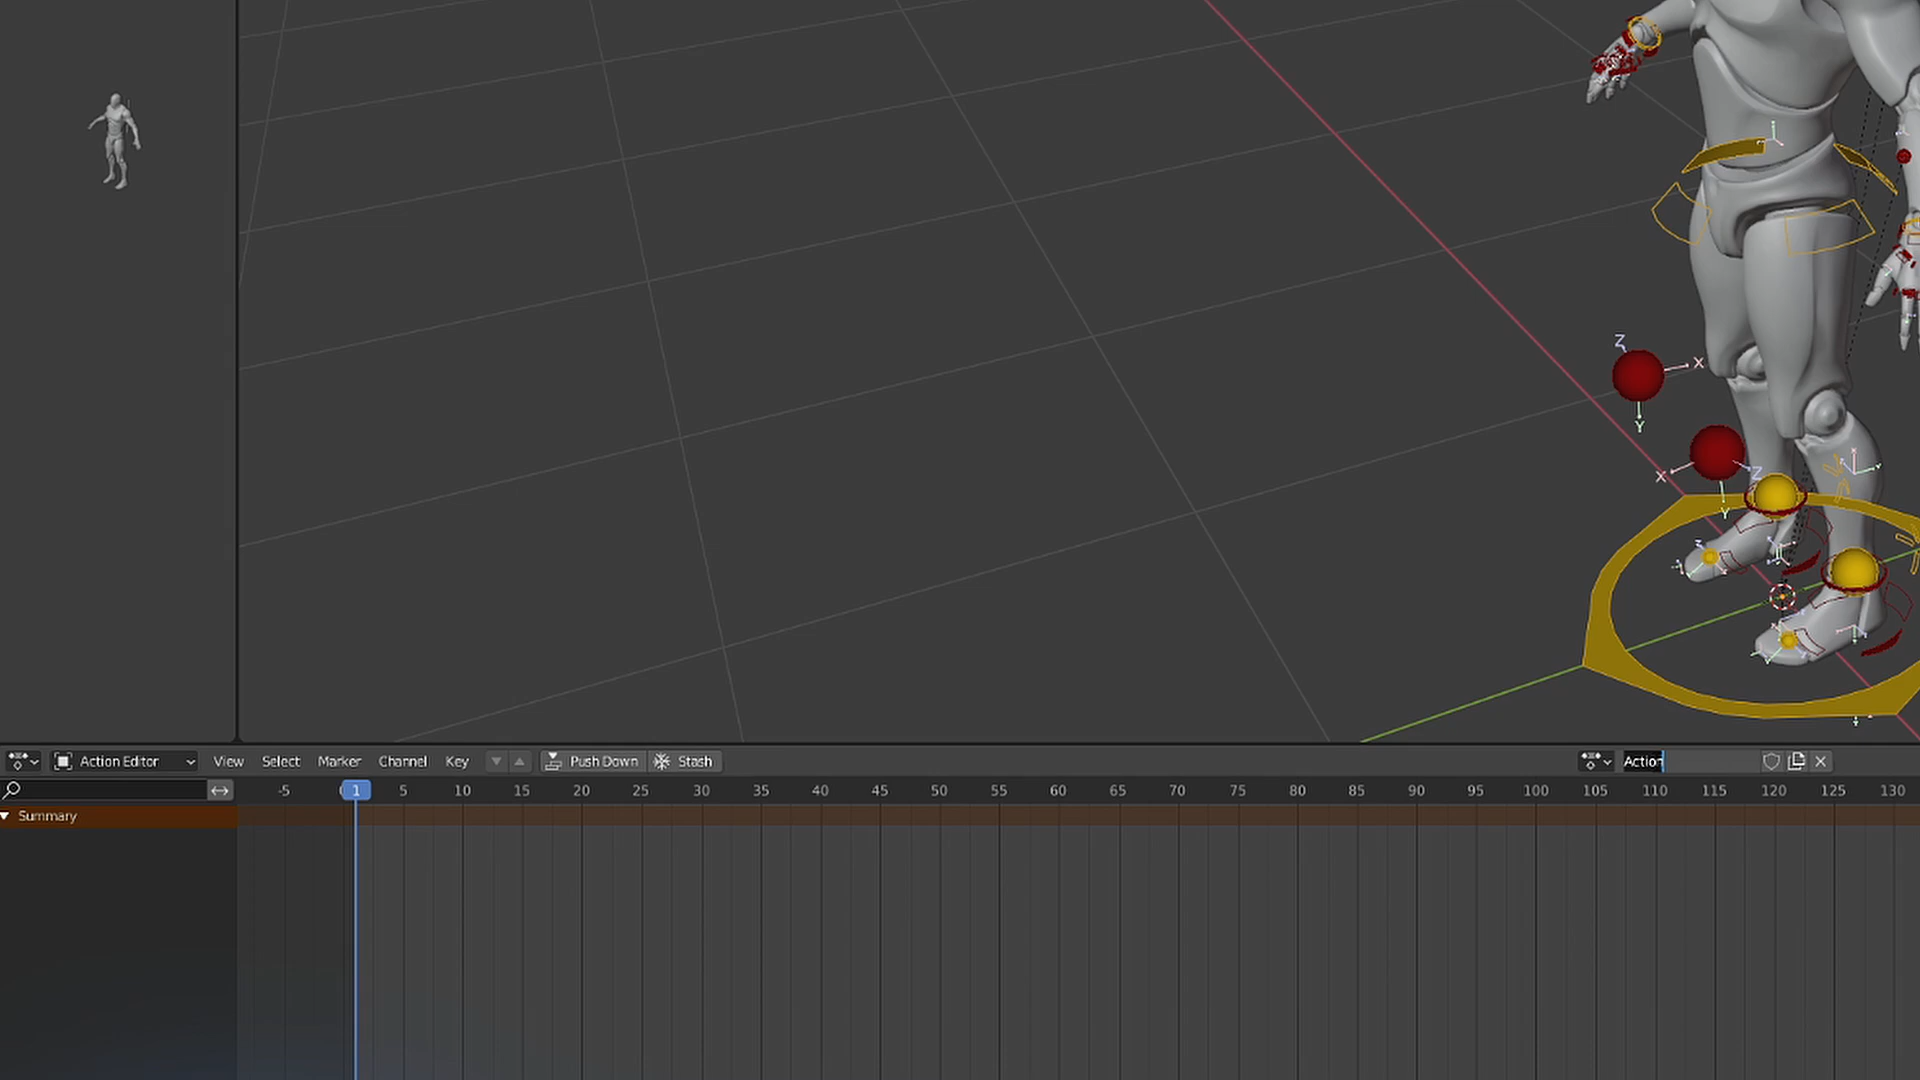 Z
X
Y
X
Z
Y
Action Editor View Select Marker Channel Key Push Down Stash Action
-5 1 5 10 15 20 25 30 35 40 45 50 55 60 65 70 75 80 85 90 95 100 105 110 115 120 125 130
Summary